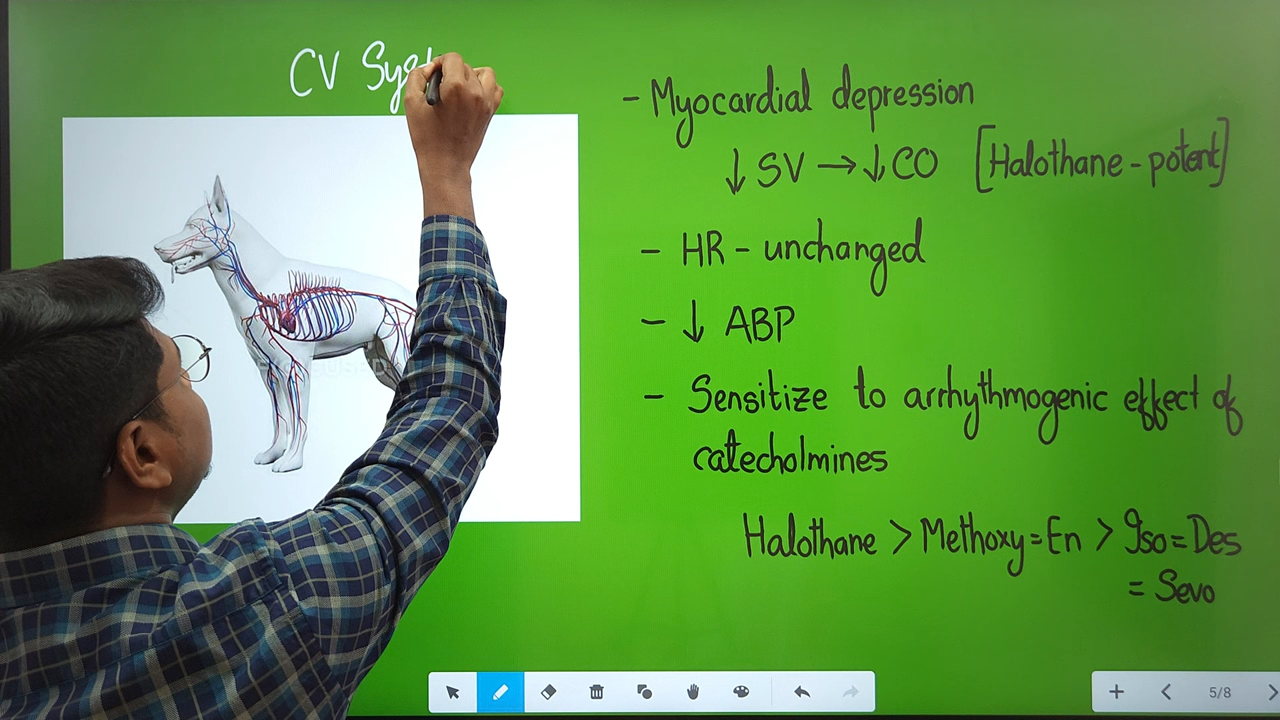 CV Syst
- Myocardial depression
↓ SV → ↓ CO [Halothane - potent]
- HR - unchanged
- ↓ ABP
- Sensitize to arrhythmogenic effect of
catecholmines
Halothane > Methoxy = En > Iso = Des
= Sevo
5/8